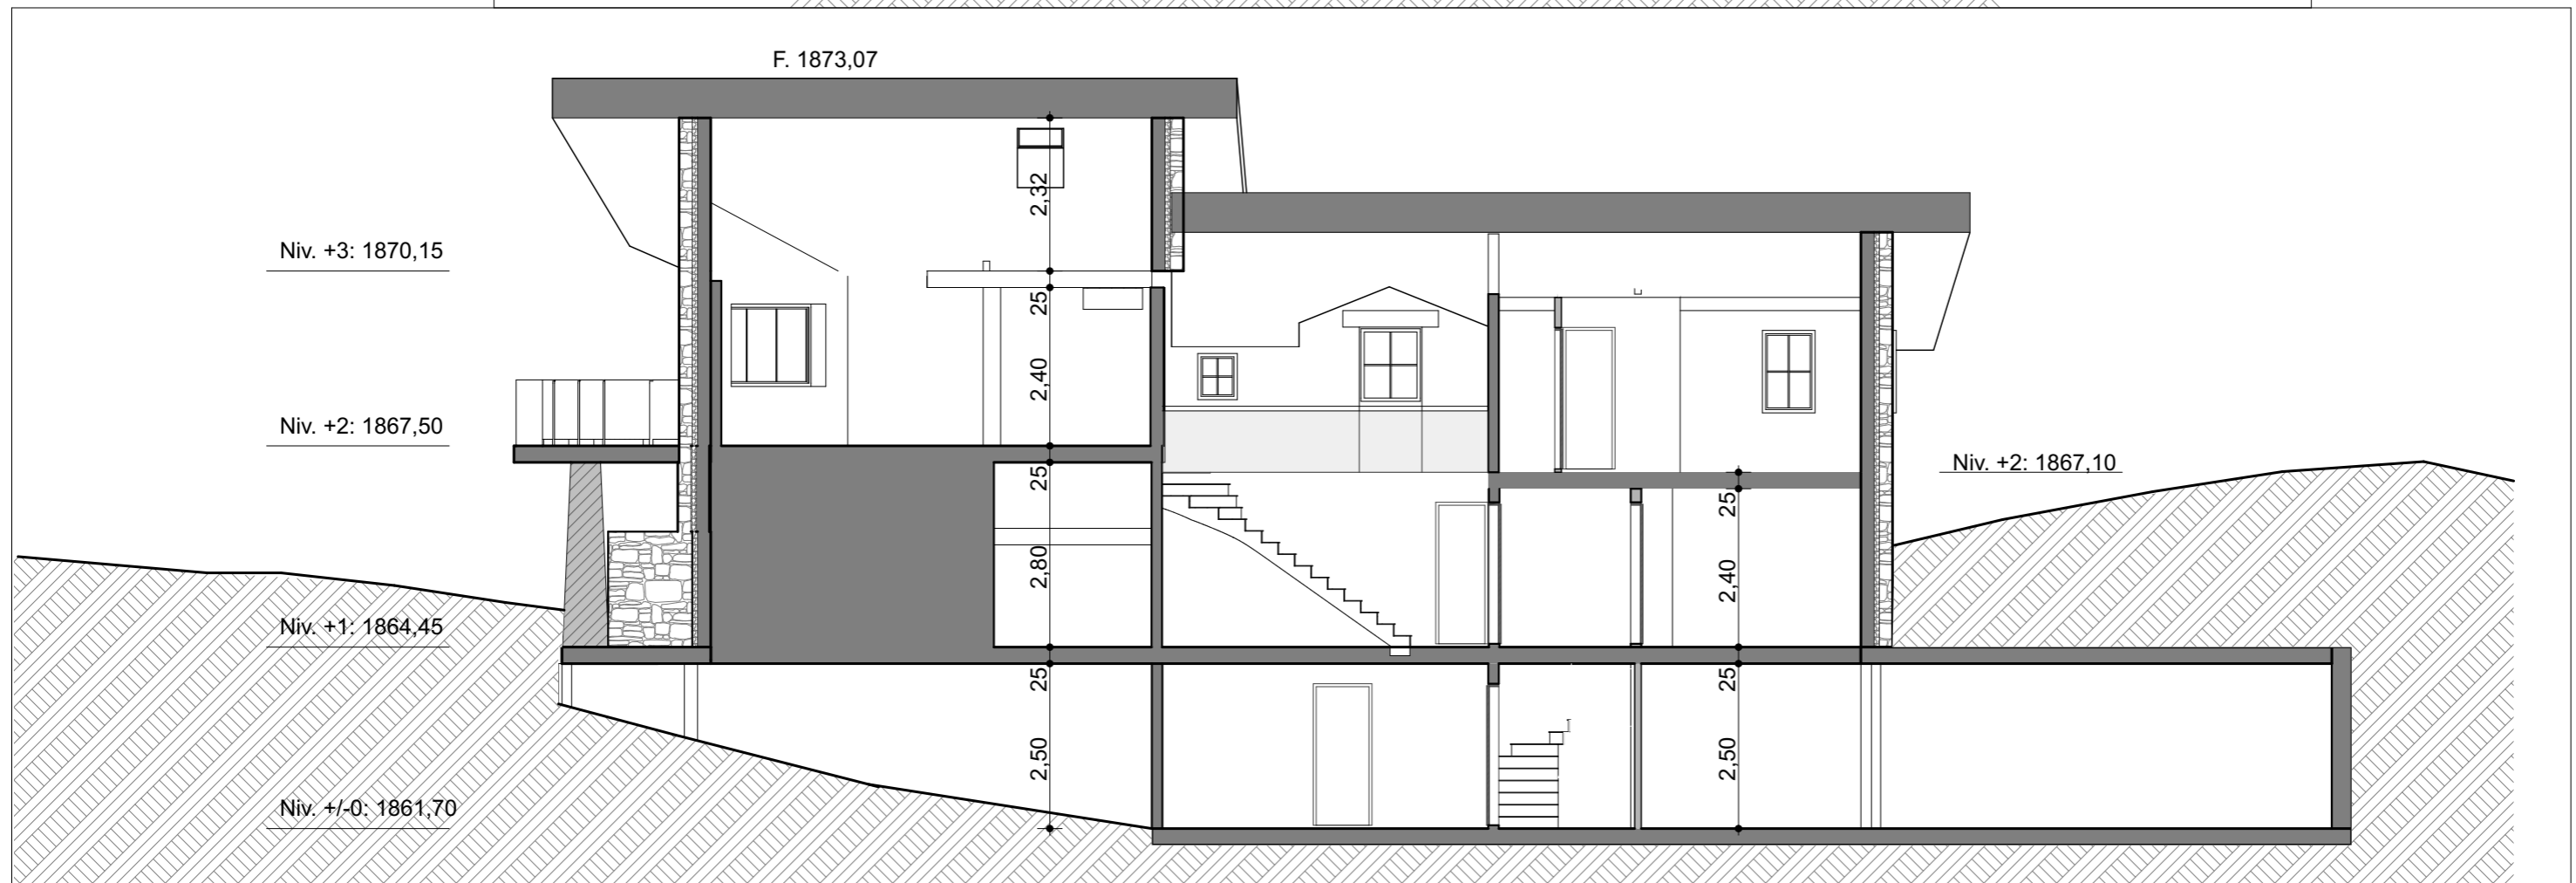 F. 1873,07
2,32
Niv. +3: 1870,15
25
2,40
Niv. +2: 1867,50
Niv. +2: 1867,10
25
25
2,80
2,40
Niv. +1: 1864,45
25
25
2,50
2,50
Niv. +/-0: 1861,70